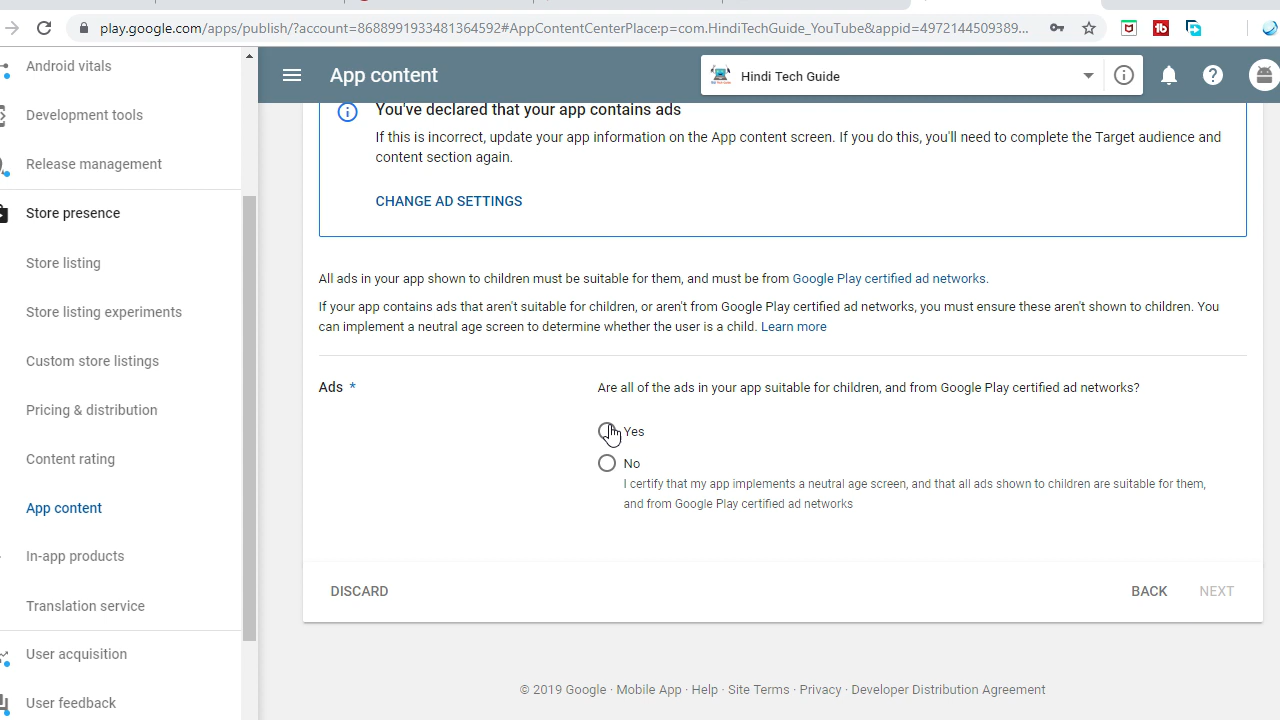 play.google.com/apps/publish/?account=8688991933481364592#AppContentCenterPlace:p=com.HindiTechGuide_YouTube&appid=4972144509389...
Android vitals
Development tools
Release management
Store presence
Store listing
Store listing experiments
Custom store listings
Pricing & distribution
Content rating
App content
In-app products
Translation service
User acquisition
User feedback
App content
Hindi Tech Guide
You've declared that your app contains ads
If this is incorrect, update your app information on the App content screen. If you do this, you'll need to complete the Target audience and
content section again.
CHANGE AD SETTINGS
All ads in your app shown to children must be suitable for them, and must be from Google Play certified ad networks.
If your app contains ads that aren't suitable for children, or aren't from Google Play certified ad networks, you must ensure these aren't shown to children. You
can implement a neutral age screen to determine whether the user is a child. Learn more
Ads *
Are all of the ads in your app suitable for children, and from Google Play certified ad networks?
Yes
No
I certify that my app implements a neutral age screen, and that all ads shown to children are suitable for them,
and from Google Play certified ad networks
DISCARD
BACK
NEXT
© 2019 Google · Mobile App · Help · Site Terms · Privacy · Developer Distribution Agreement